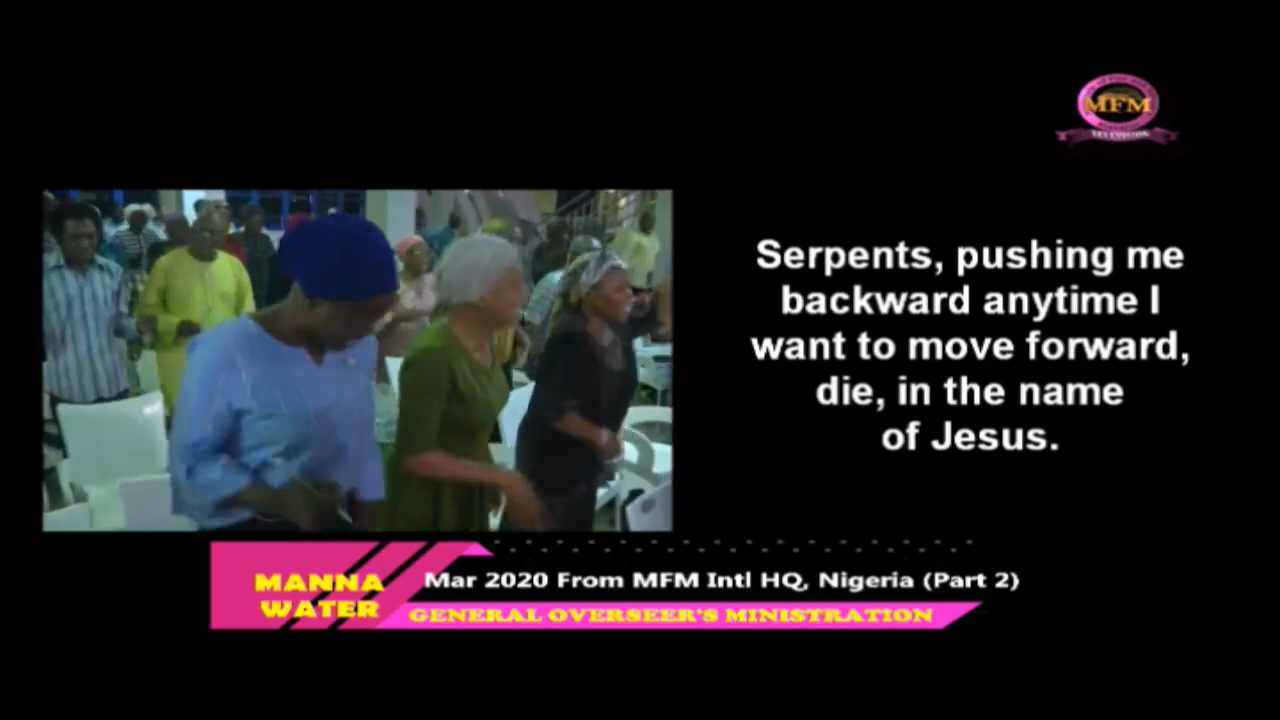 MFM
TELEVISION
Serpents, pushing me
backward anytime I
want to move forward,
die, in the name
of Jesus.
MANNA
WATER
Mar 2020 From MFM Intl HQ, Nigeria (Part 2)
GENERAL OVERSEER'S MINISTRATION